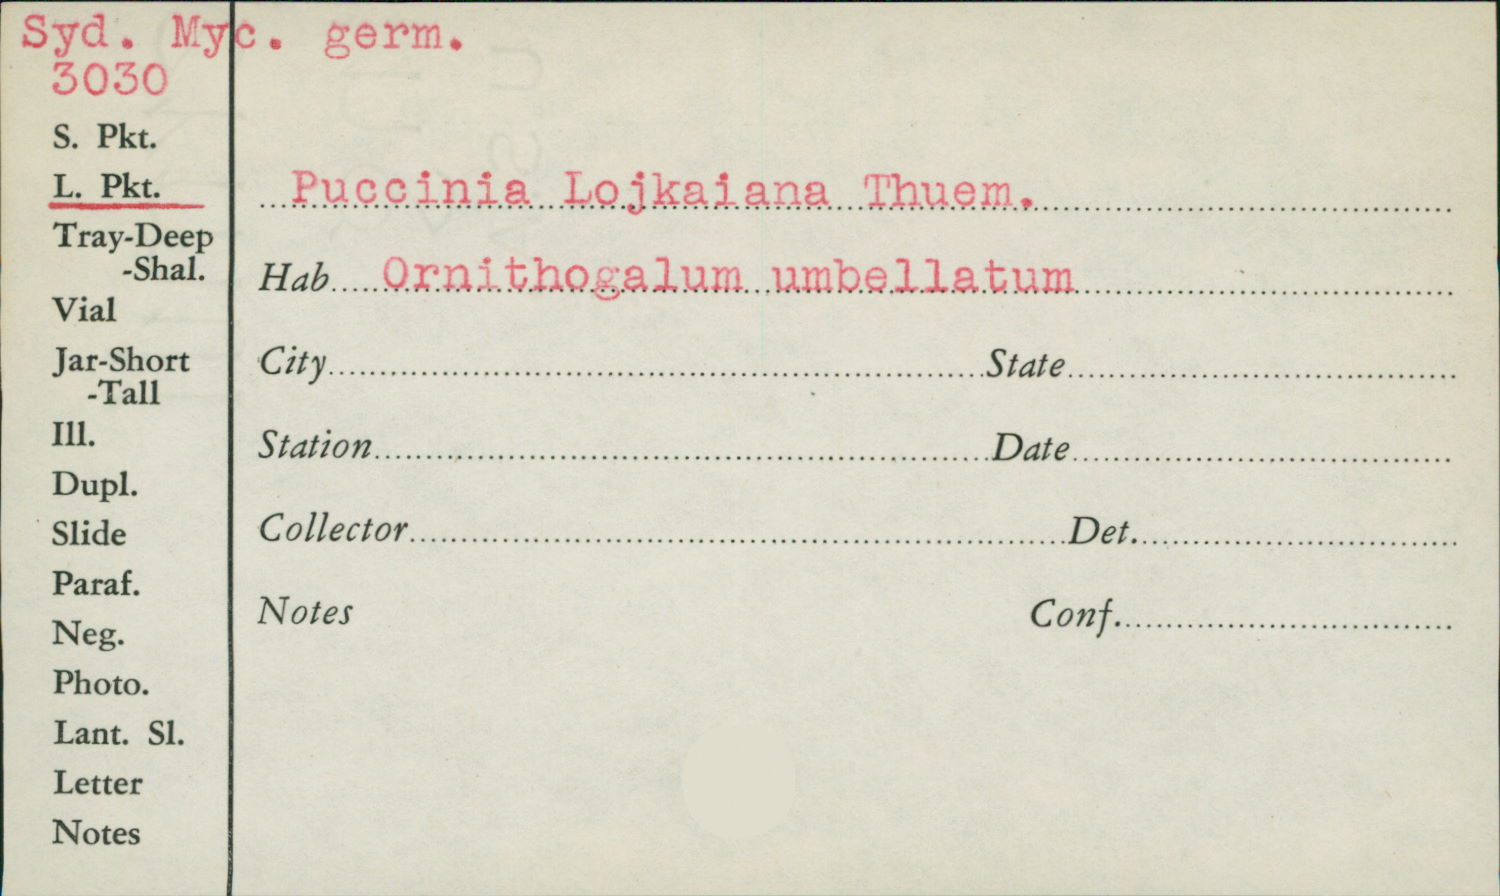 Syd. Myc. germ.
3030
S. Pkt.
L. Pkt.
Tray-Deep
-Shal.
Vial
Jar-Short
-Tall
Ill.
Dupl.
Slide
Paraf.
Neg.
Photo.
Lant. Sl.
Letter
Notes
Puccinia Lojkaiana Thuem.
Hab. Ornithogalum umbellatum
City State
Station Date
Collector Det.
Notes Conf.